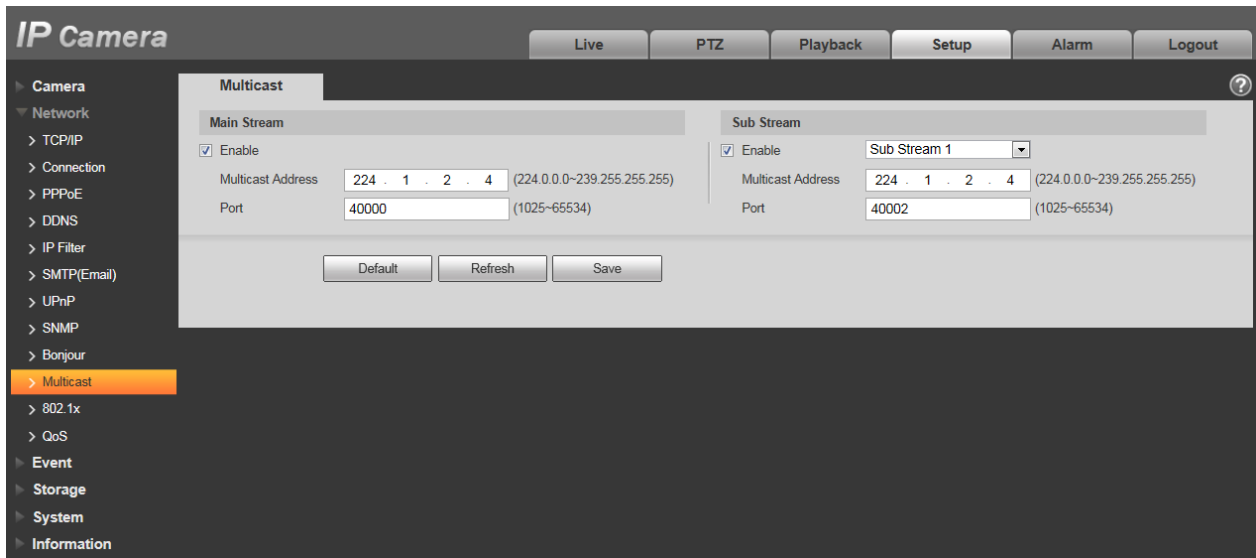 IP Camera
Live PTZ Playback Setup Alarm Logout
Camera
Network
> TCP/IP
> Connection
> PPPoE
> DDNS
> IP Filter
> SMTP(Email)
> UPnP
> SNMP
> Bonjour
> Multicast
> 802.1x
> QoS
Event
Storage
System
Information
Multicast ?
Main Stream
Enable
Multicast Address 224 . 1 . 2 . 4 (224.0.0.0~239.255.255.255)
Port 40000 (1025~65534)
Sub Stream
Enable Sub Stream 1
Multicast Address 224 . 1 . 2 . 4 (224.0.0.0~239.255.255.255)
Port 40002 (1025~65534)
Default Refresh Save